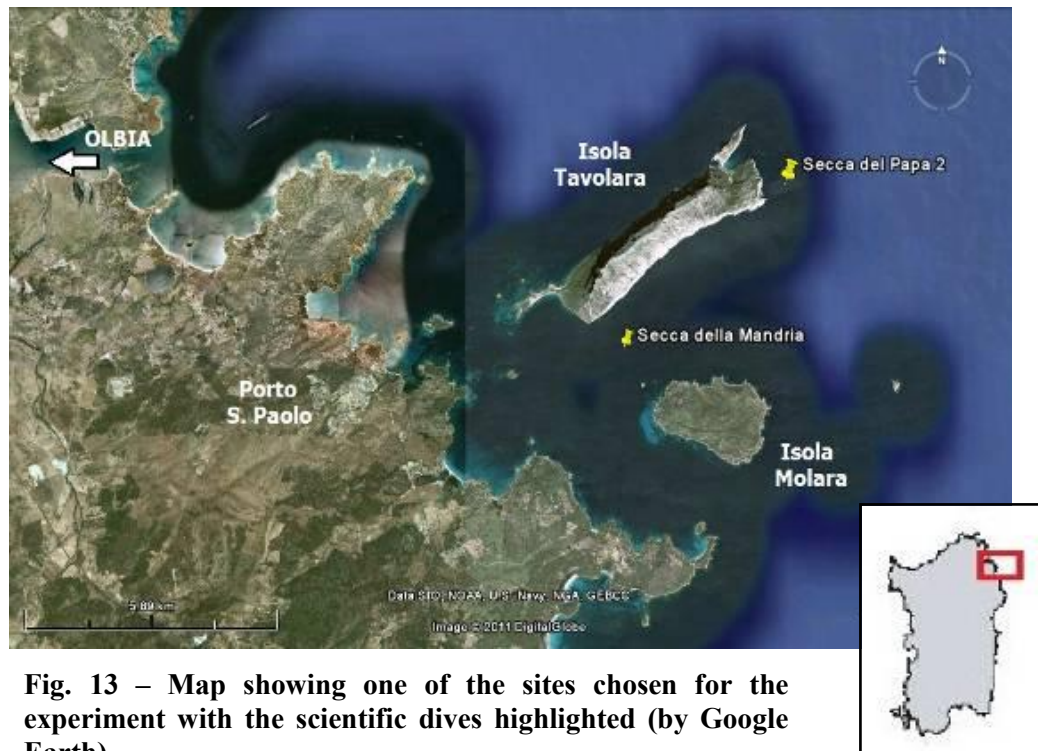 N
OLBIA
Isola
Tavolara
Secca del Papa 2
Secca della Mandria
Porto
S. Paolo
Isola
Molara
Data SIO, NOAA, U.S. Navy, NGA, GEBCO
5.89 km
Image © 2011 DigitalGlobe
Fig. 13 – Map showing one of the sites chosen for the
experiment with the scientific dives highlighted (by Google
Earth)